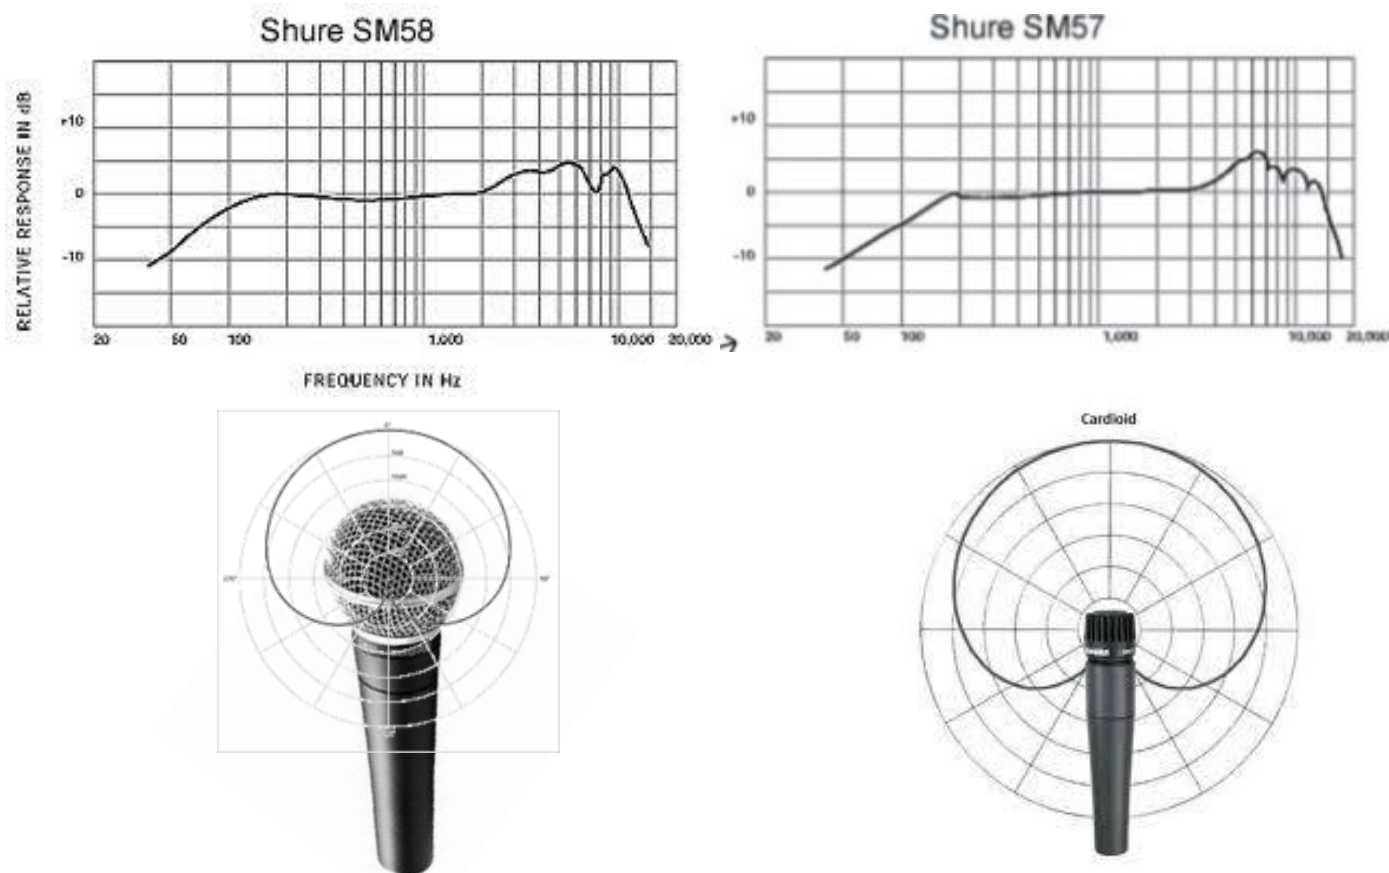 Shure SM58
Shure SM57
RELATIVE RESPONSE IN dB
+10
0
-10
20 50 100 1,000 10,000 20,000
FREQUENCY IN Hz
+10
0
-10
20 50 100 1,000 10,000 20,000
0°
Cardioid